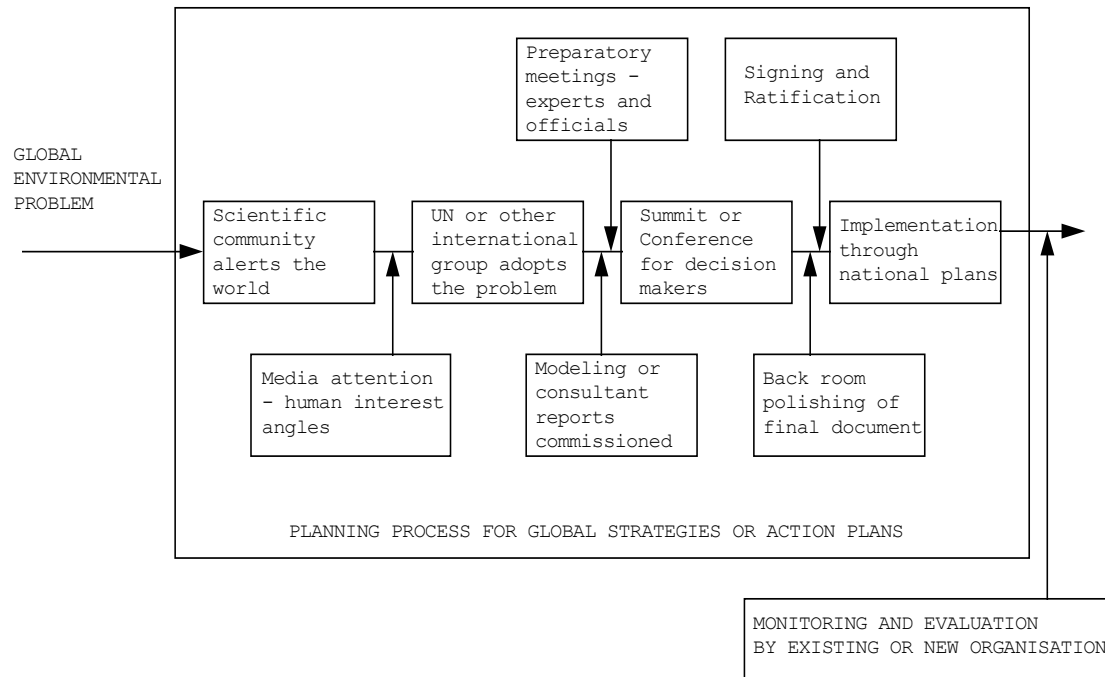 Preparatory
meetings -
experts and
officials
Signing and
Ratification
GLOBAL
ENVIRONMENTAL
PROBLEM
Scientific
community
alerts the
world
UN or other
international
group adopts
the problem
Summit or
Conference
for decision
makers
Implementation
through
national plans
Media attention
- human interest
angles
Modeling or
consultant
reports
commissioned
Back room
polishing of
final document
PLANNING PROCESS FOR GLOBAL STRATEGIES OR ACTION PLANS
MONITORING AND EVALUATION
BY EXISTING OR NEW ORGANISATION